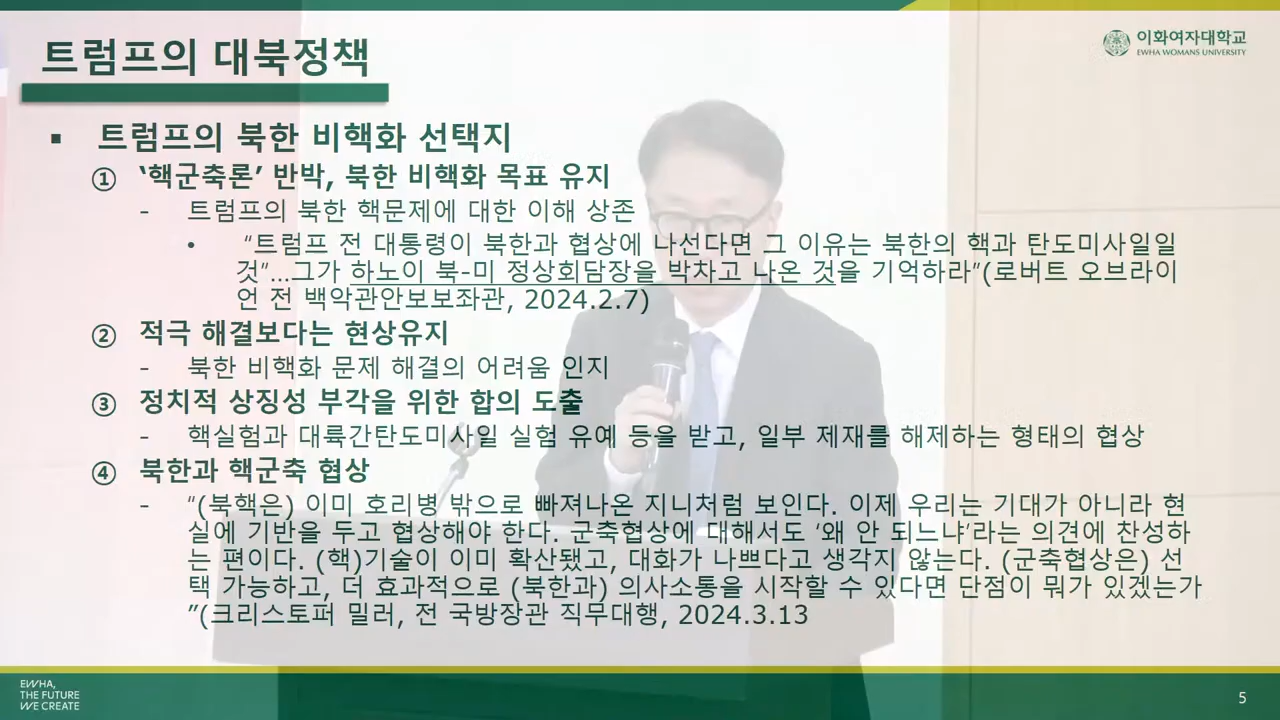 트럼프의 대북정책
이화여자대학교
EWHA WOMANS UNIVERSITY
▪ 트럼프의 북한 비핵화 선택지
① ‘핵군축론’ 반박, 북한 비핵화 목표 유지
- 트럼프의 북한 핵문제에 대한 이해 상존
• “트럼프 전 대통령이 북한과 협상에 나선다면 그 이유는 북한의 핵과 탄도미사일일
것”...그가 하노이 북-미 정상회담장을 박차고 나온 것을 기억하라”(로버트 오브라이
언 전 백악관안보보좌관, 2024.2.7)
② 적극 해결보다는 현상유지
- 북한 비핵화 문제 해결의 어려움 인지
③ 정치적 상징성 부각을 위한 합의 도출
- 핵실험과 대륙간탄도미사일 실험 유예 등을 받고, 일부 제재를 해제하는 형태의 협상
④ 북한과 핵군축 협상
- “(북핵은) 이미 호리병 밖으로 빠져나온 지니처럼 보인다. 이제 우리는 기대가 아니라 현
실에 기반을 두고 협상해야 한다. 군축협상에 대해서도 ‘왜 안 되느냐’라는 의견에 찬성하
는 편이다. (핵)기술이 이미 확산됐고, 대화가 나쁘다고 생각지 않는다. (군축협상은) 선
택 가능하고, 더 효과적으로 (북한과) 의사소통을 시작할 수 있다면 단점이 뭐가 있겠는가
”(크리스토퍼 밀러, 전 국방장관 직무대행, 2024.3.13
EWHA,
THE FUTURE
WE CREATE
5